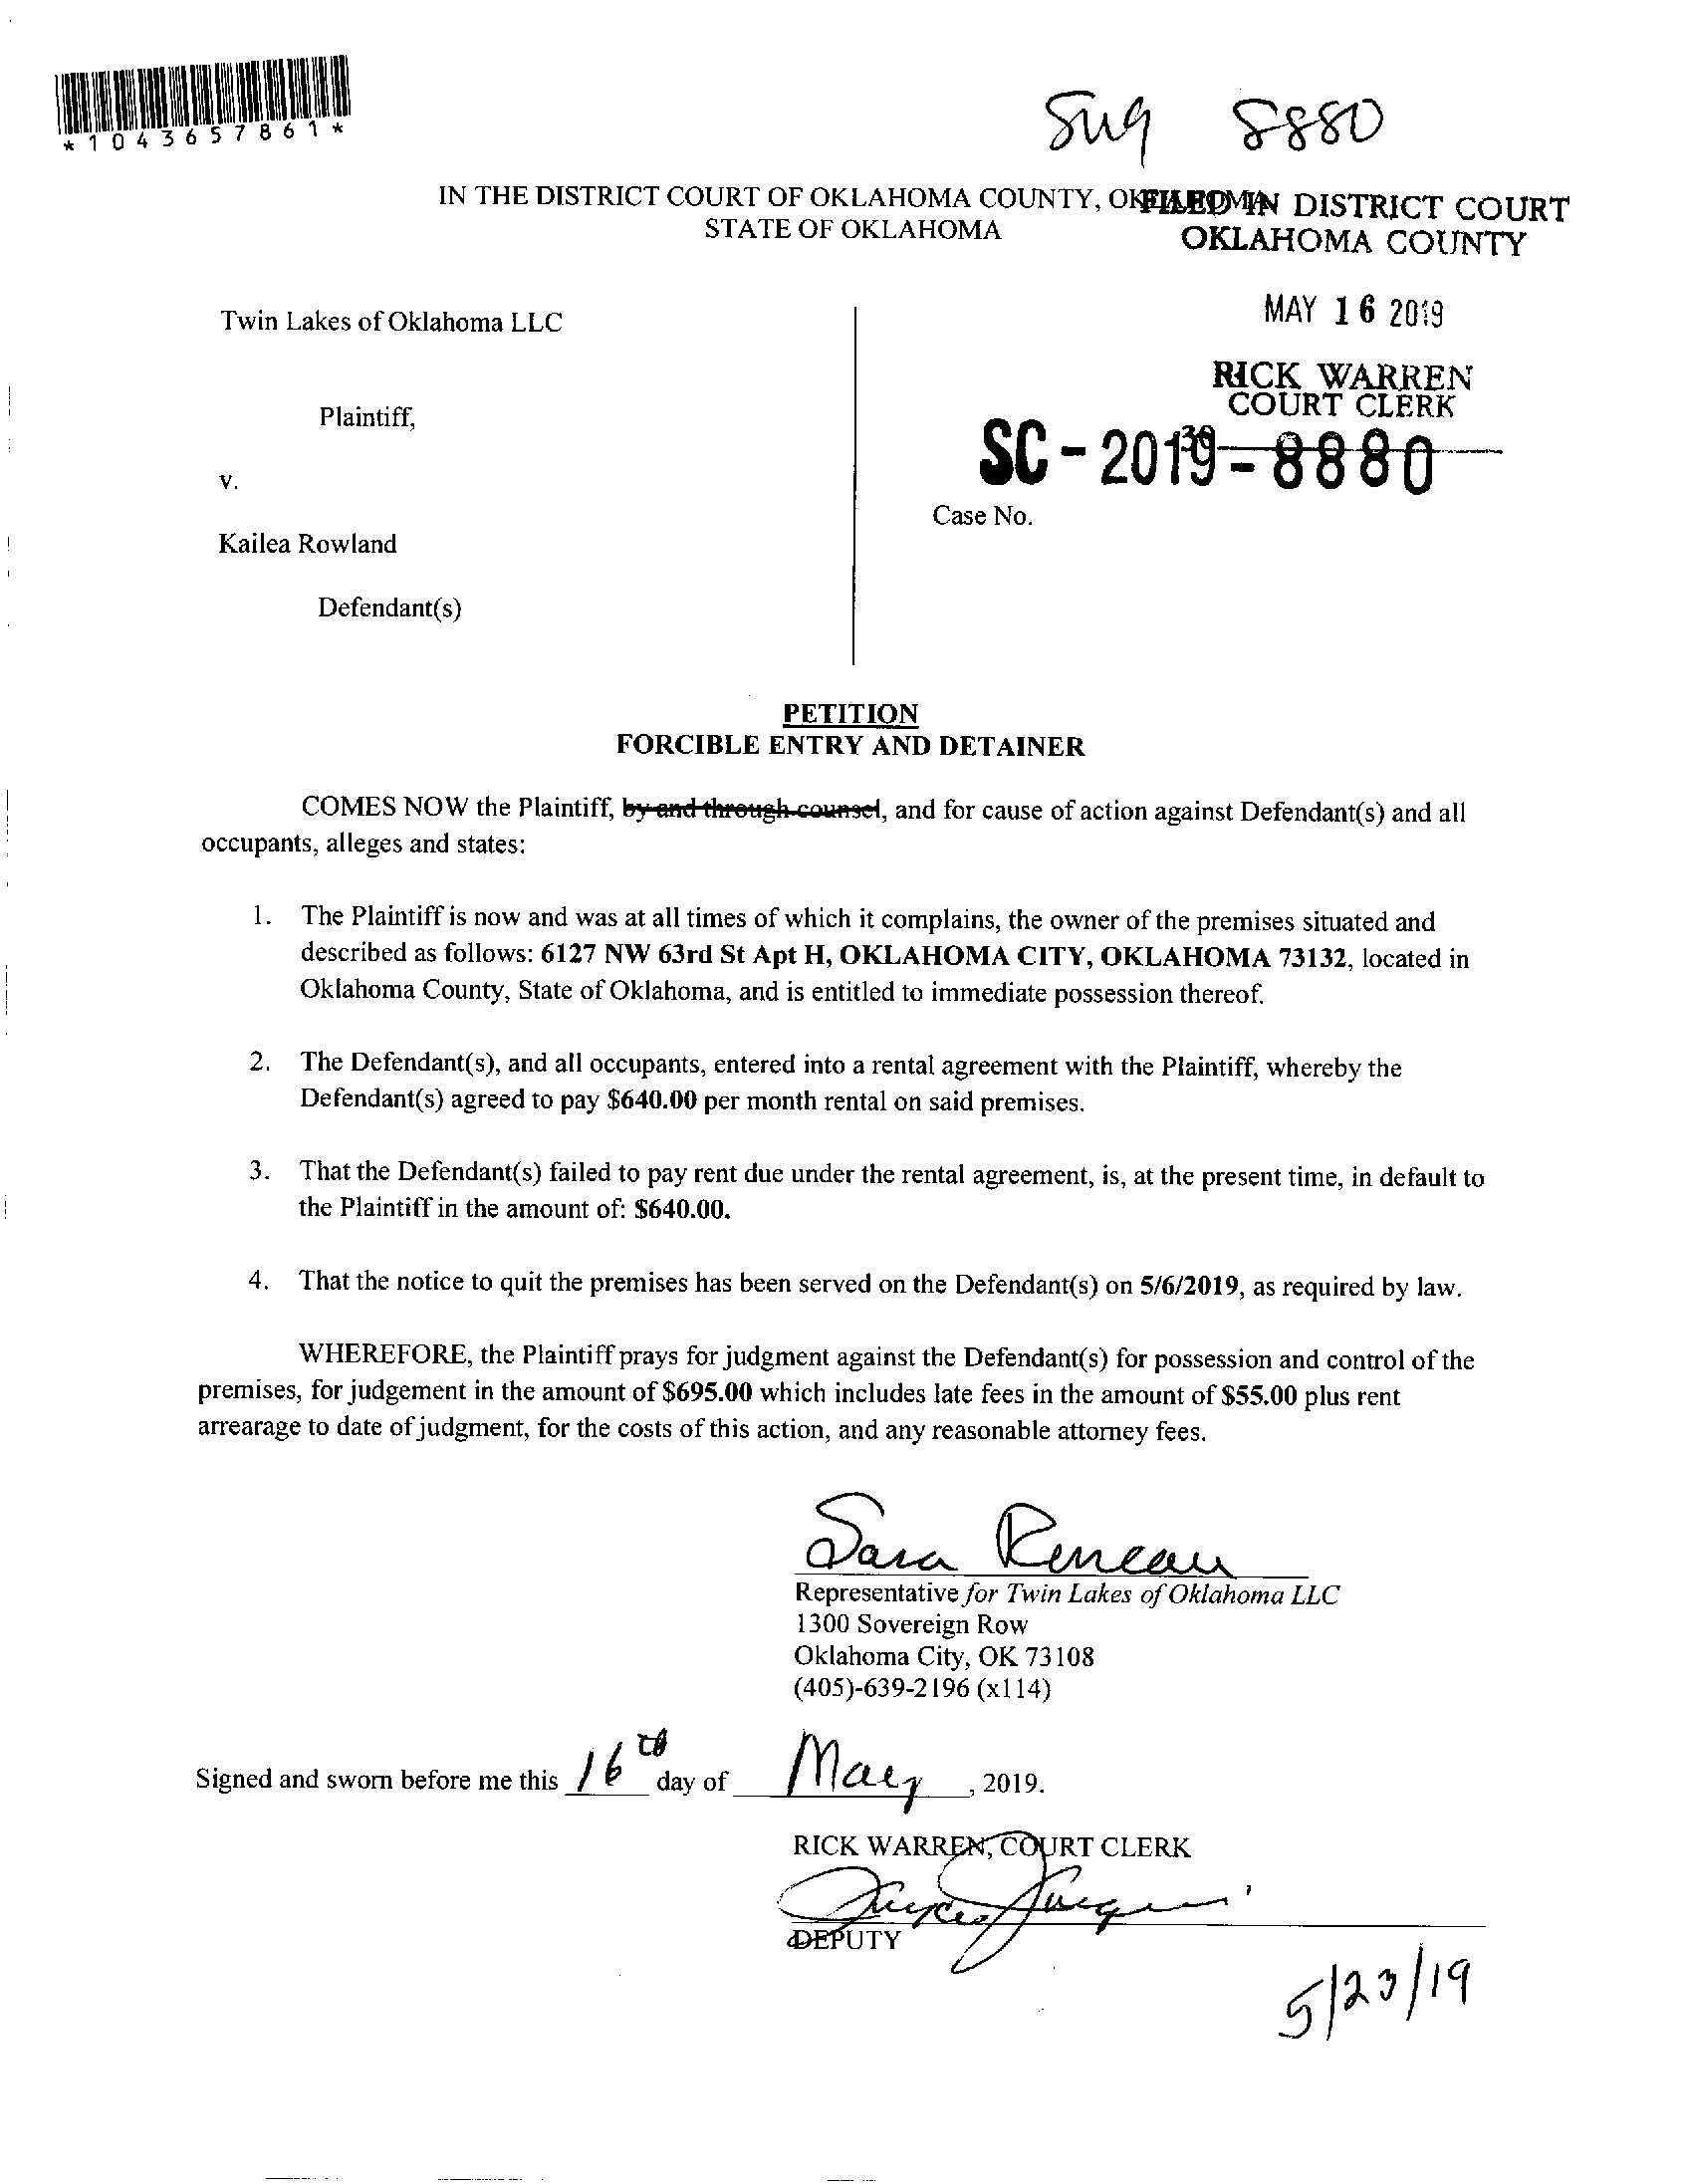 *1043657861*
8880
IN THE DISTRICT COURT OF OKLAHOMA COUNTY, OKLAHOMA
STATE OF OKLAHOMA
FILED IN DISTRICT COURT
OKLAHOMA COUNTY
MAY 16 2019
RICK WARREN
COURT CLERK
39
SC-2019-8880
Case No.
Twin Lakes of Oklahoma LLC
Plaintiff,
v.
Kailea Rowland
Defendant(s)
PETITION
FORCIBLE ENTRY AND DETAINER
COMES NOW the Plaintiff, by and through counsel, and for cause of action against Defendant(s) and all
occupants, alleges and states:
1. The Plaintiff is now and was at all times of which it complains, the owner of the premises situated and
described as follows: 6127 NW 63rd St Apt H, OKLAHOMA CITY, OKLAHOMA 73132, located in
Oklahoma County, State of Oklahoma, and is entitled to immediate possession thereof.
2. The Defendant(s), and all occupants, entered into a rental agreement with the Plaintiff, whereby the
Defendant(s) agreed to pay $640.00 per month rental on said premises.
3. That the Defendant(s) failed to pay rent due under the rental agreement, is, at the present time, in default to
the Plaintiff in the amount of: $640.00.
4. That the notice to quit the premises has been served on the Defendant(s) on 5/6/2019, as required by law.
WHEREFORE, the Plaintiff prays for judgment against the Defendant(s) for possession and control of the
premises, for judgement in the amount of $695.00 which includes late fees in the amount of $55.00 plus rent
arrearage to date of judgment, for the costs of this action, and any reasonable attorney fees.
Sara Reneau
Representative for Twin Lakes of Oklahoma LLC
1300 Sovereign Row
Oklahoma City, OK 73108
(405)-639-2196 (x114)
Signed and sworn before me this 16th day of May, 2019.
RICK WARREN, COURT CLERK
DEPUTY
5/23/19